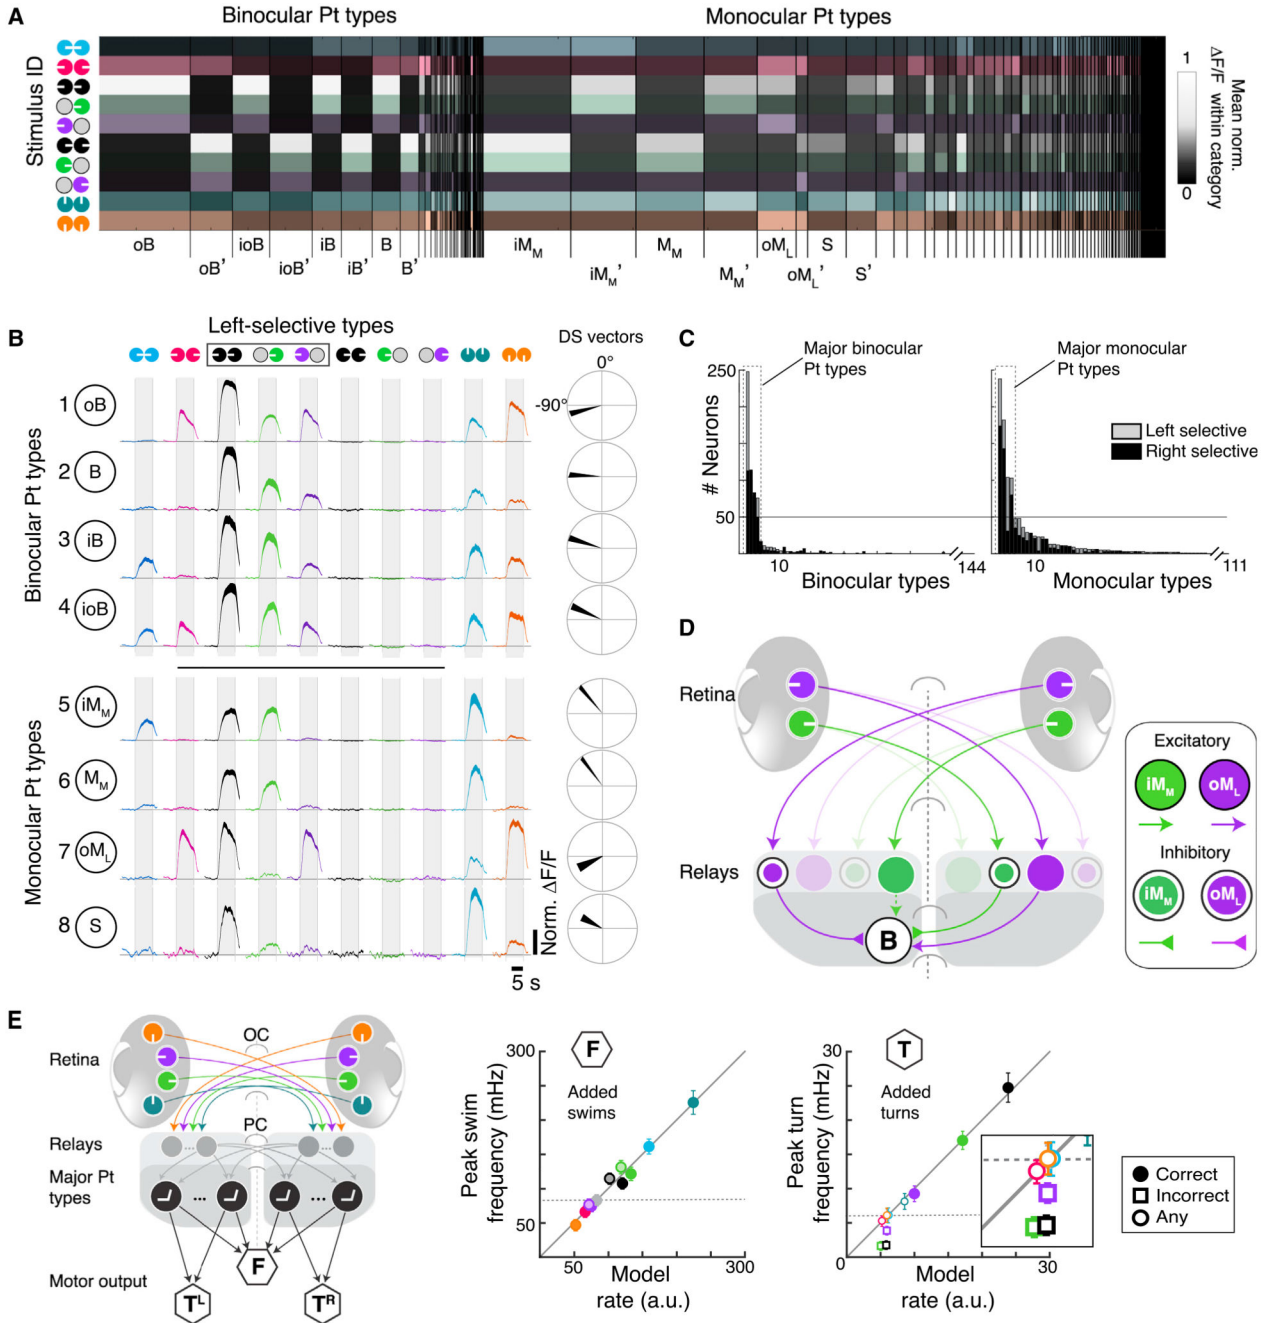 A
Binocular Pt types
Monocular Pt types
Stimulus ID
1
0
Mean norm.
ΔF/F within category
oB
ioB
iB
B
iM_M
M_M
oM_L
S
oB'
ioB'
iB'
B'
iM_M'
M_M'
oM_L'
S'
B
Left-selective types
DS vectors
0°
-90°
Binocular Pt types
1 oB
2 B
3 iB
4 ioB
Monocular Pt types
5 iM_M
6 M_M
7 oM_L
8 S
Norm. ΔF/F
5 s
C
Major binocular
Pt types
Major monocular
Pt types
250
50
# Neurons
Left selective
Right selective
10
144
Binocular types
10
111
Monocular types
D
Retina
Relays
B
Excitatory
iM_M
oM_L
Inhibitory
iM_M
oM_L
E
Retina
OC
PC
Relays
Major Pt
types
...
...
...
...
Motor output
F
T^L
T^R
F
Added
swims
300
50
Peak swim
frequency (mHz)
50
300
Model
rate (a.u.)
T
Added
turns
30
0
Peak turn
frequency (mHz)
30
Model
rate (a.u.)
Correct
Incorrect
Any